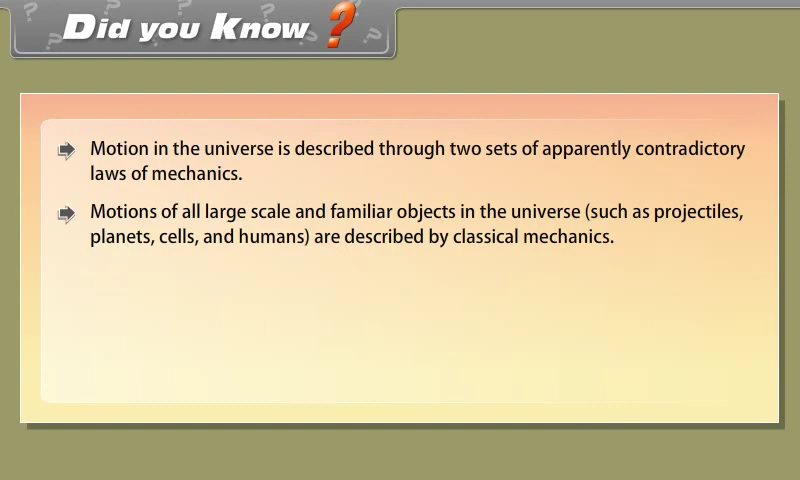 Did you Know ?
Motion in the universe is described through two sets of apparently contradictory
laws of mechanics.
Motions of all large scale and familiar objects in the universe (such as projectiles,
planets, cells, and humans) are described by classical mechanics.